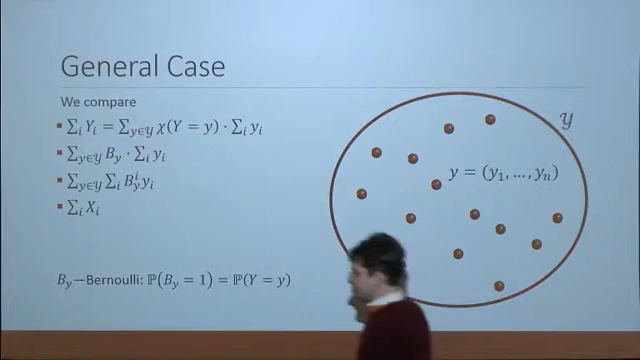 General Case
We compare
▪ ∑ᵢ Yᵢ = ∑_{y∈𝒴} χ(Y = y) · ∑ᵢ yᵢ
▪ ∑_{y∈𝒴} B_y · ∑ᵢ yᵢ
▪ ∑_{y∈𝒴} ∑ᵢ Bⁱ_y yᵢ
▪ ∑ᵢ Xᵢ
𝒴
y = (y₁, …, yₙ)
B_y−Bernoulli: ℙ(B_y = 1) = ℙ(Y = y)